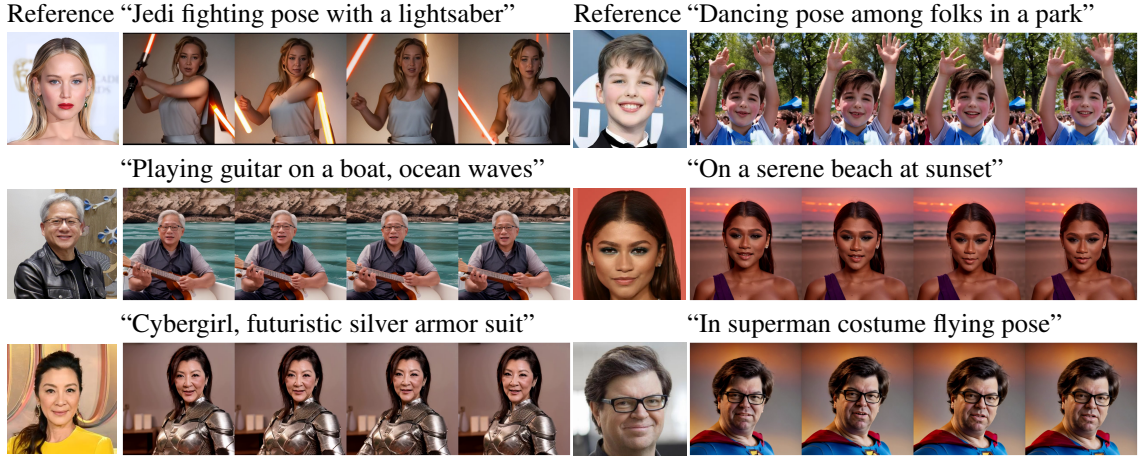 Reference “Jedi fighting pose with a lightsaber”
Reference “Dancing pose among folks in a park”
“Playing guitar on a boat, ocean waves”
“On a serene beach at sunset”
“Cybergirl, futuristic silver armor suit”
“In superman costume flying pose”